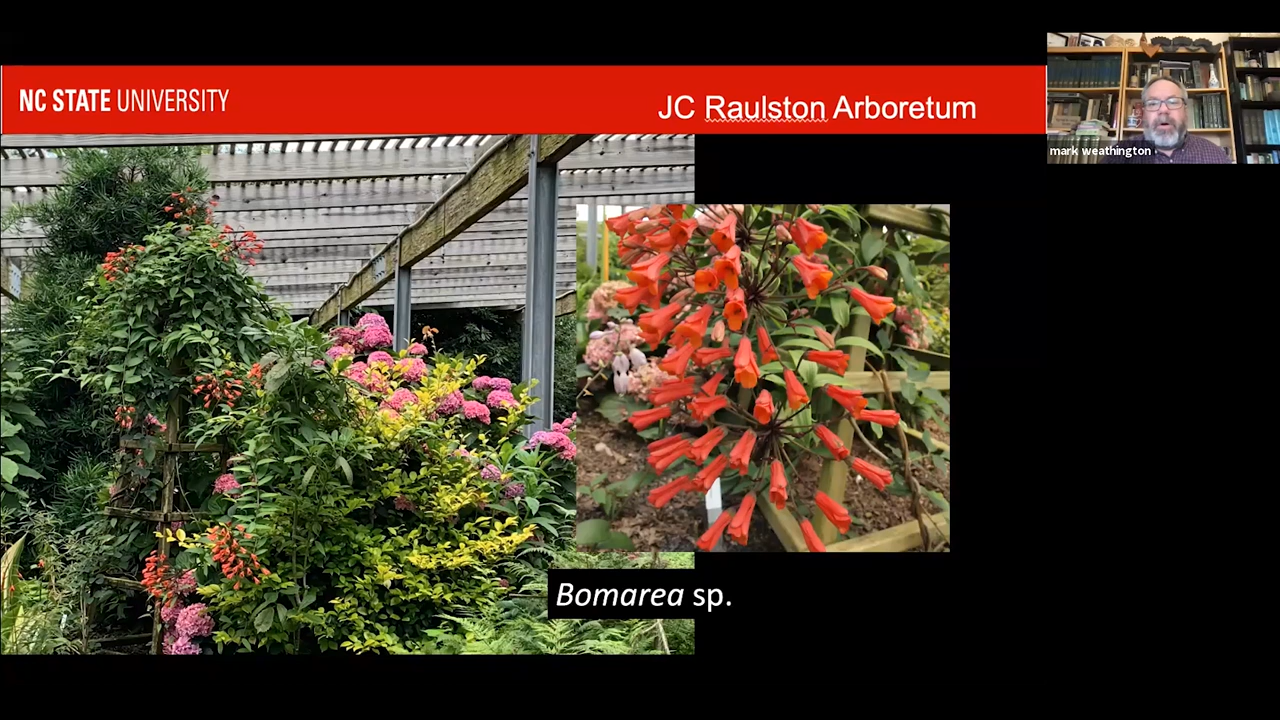 NC STATE UNIVERSITY
JC Raulston Arboretum
mark weathington
Bomarea sp.